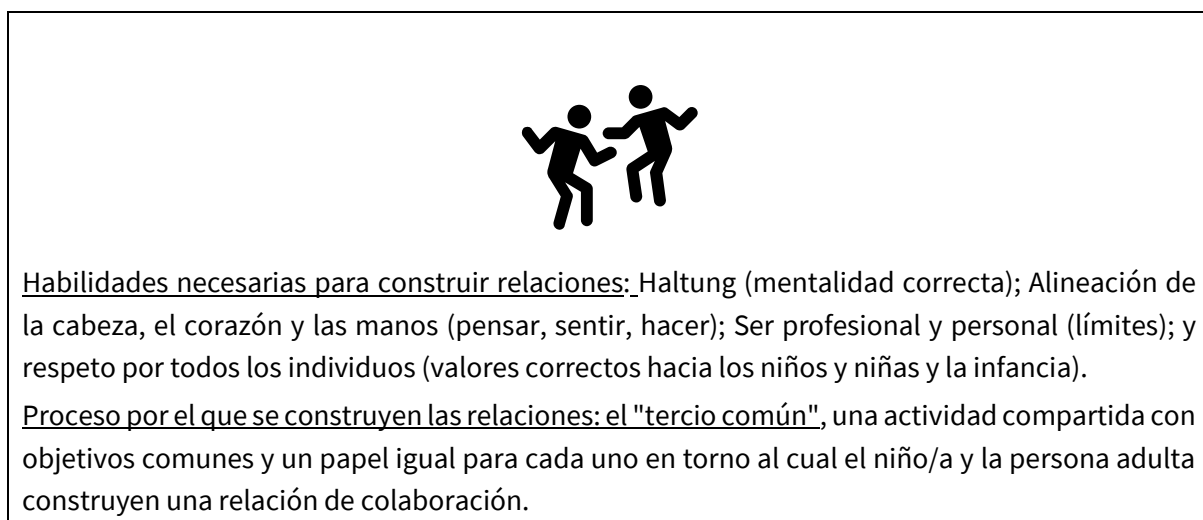 Habilidades necesarias para construir relaciones: Haltung (mentalidad correcta); Alineación de
la cabeza, el corazón y las manos (pensar, sentir, hacer); Ser profesional y personal (límites); y
respeto por todos los individuos (valores correctos hacia los niños y niñas y la infancia).
Proceso por el que se construyen las relaciones: el "tercio común", una actividad compartida con
objetivos comunes y un papel igual para cada uno en torno al cual el niño/a y la persona adulta
construyen una relación de colaboración.